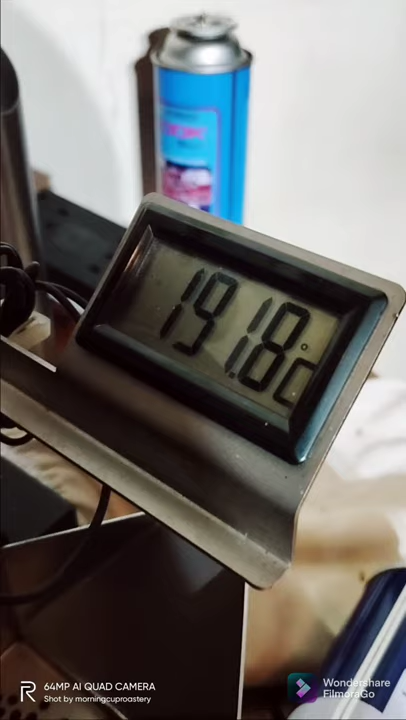 191.8°C
64MP AI QUAD CAMERA
Shot by morningcuproastery
Wondershare
FilmoraGo